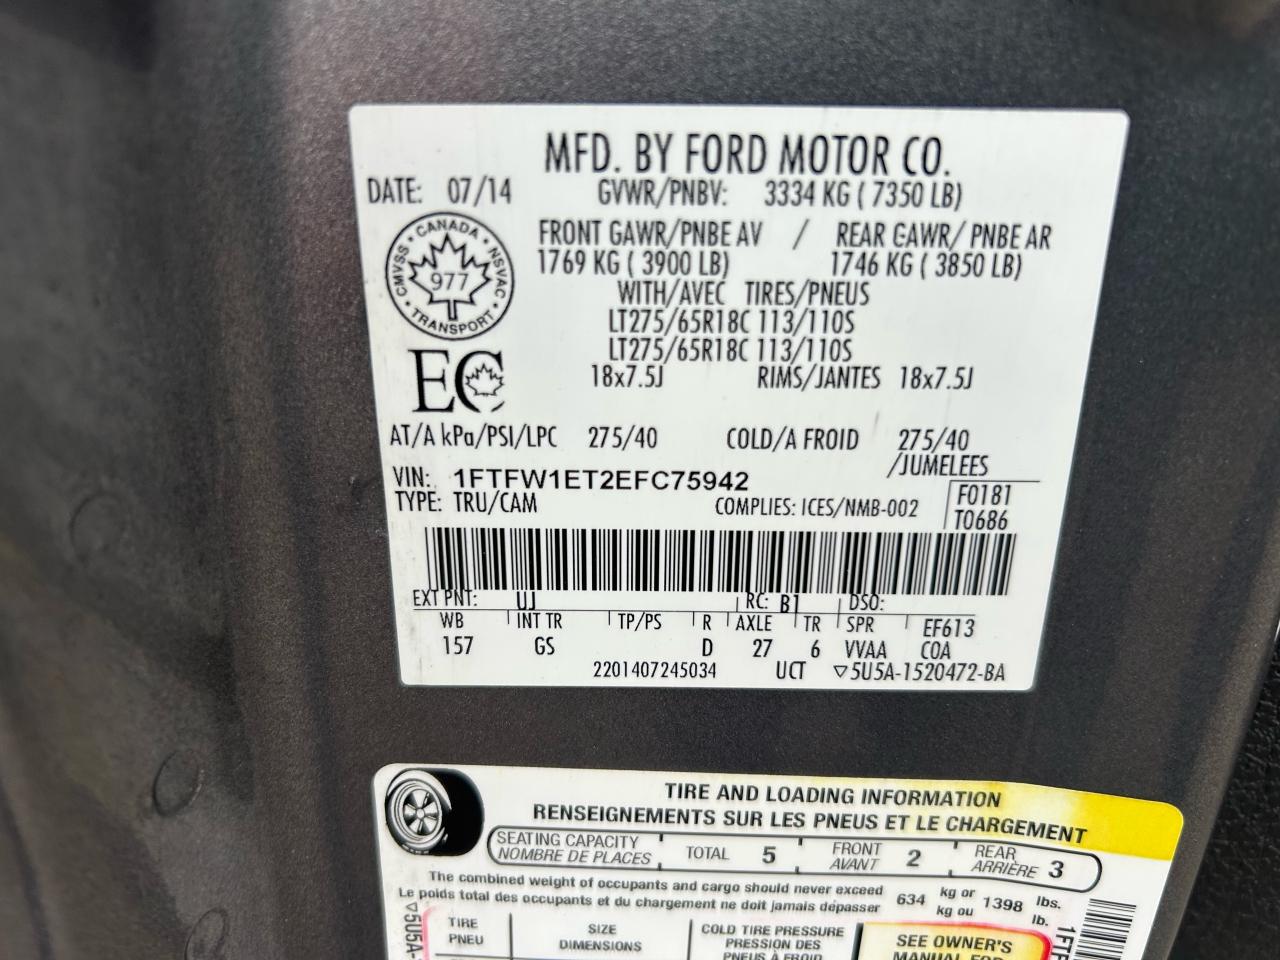 MFD. BY FORD MOTOR CO.
DATE: 07/14 GVWR/PNBV: 3334 KG ( 7350 LB)
FRONT GAWR/PNBE AV / REAR GAWR/ PNBE AR
1769 KG ( 3900 LB) 1746 KG ( 3850 LB)
WITH/AVEC TIRES/PNEUS
LT275/65R18C 113/110S
LT275/65R18C 113/110S
18x7.5J RIMS/JANTES 18x7.5J
CANADA
CMVSS · NSVAC
977
TRANSPORT
EC
AT/A kPa/PSI/LPC 275/40 COLD/A FROID 275/40
/JUMELEES
VIN: 1FTFW1ET2EFC75942
TYPE: TRU/CAM COMPLIES: ICES/NMB-002
F0181
T0686
EXT PNT: UJ RC: B1 DSO:
WB INT TR TP/PS R AXLE TR SPR EF613
157 GS D 27 6 VVAA COA
2201407245034 UCT ▽5U5A-1520472-BA
TIRE AND LOADING INFORMATION
RENSEIGNEMENTS SUR LES PNEUS ET LE CHARGEMENT
SEATING CAPACITY
NOMBRE DE PLACES
TOTAL 5
FRONT
AVANT 2
REAR
ARRIÈRE 3
The combined weight of occupants and cargo should never exceed
Le poids total des occupants et du chargement ne doit jamais dépasser
634 kg or
kg ou 1398 lbs.
lb.
TIRE
PNEU
SIZE
DIMENSIONS
COLD TIRE PRESSURE
PRESSION DES
PNEUS À FROID
SEE OWNER'S
MANUAL FOR
▽5U5A-
1FTF